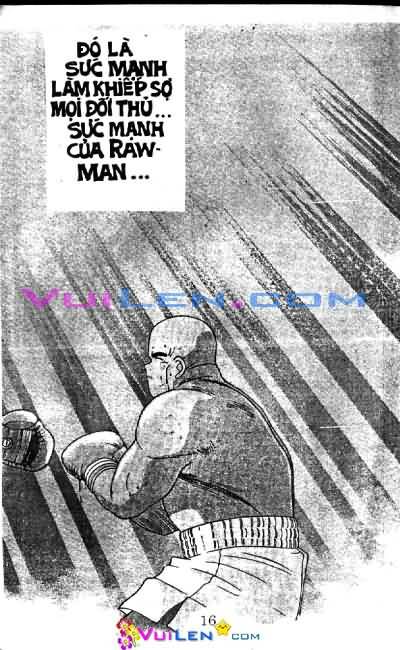 ĐÓ LÀ
SỨC MẠNH
LÀM KHIẾP SỢ
MỌI ĐỐI THỦ...
SỨC MẠNH
CỦA RAW-
MAN...
VUILEN.COM
16
VUILEN